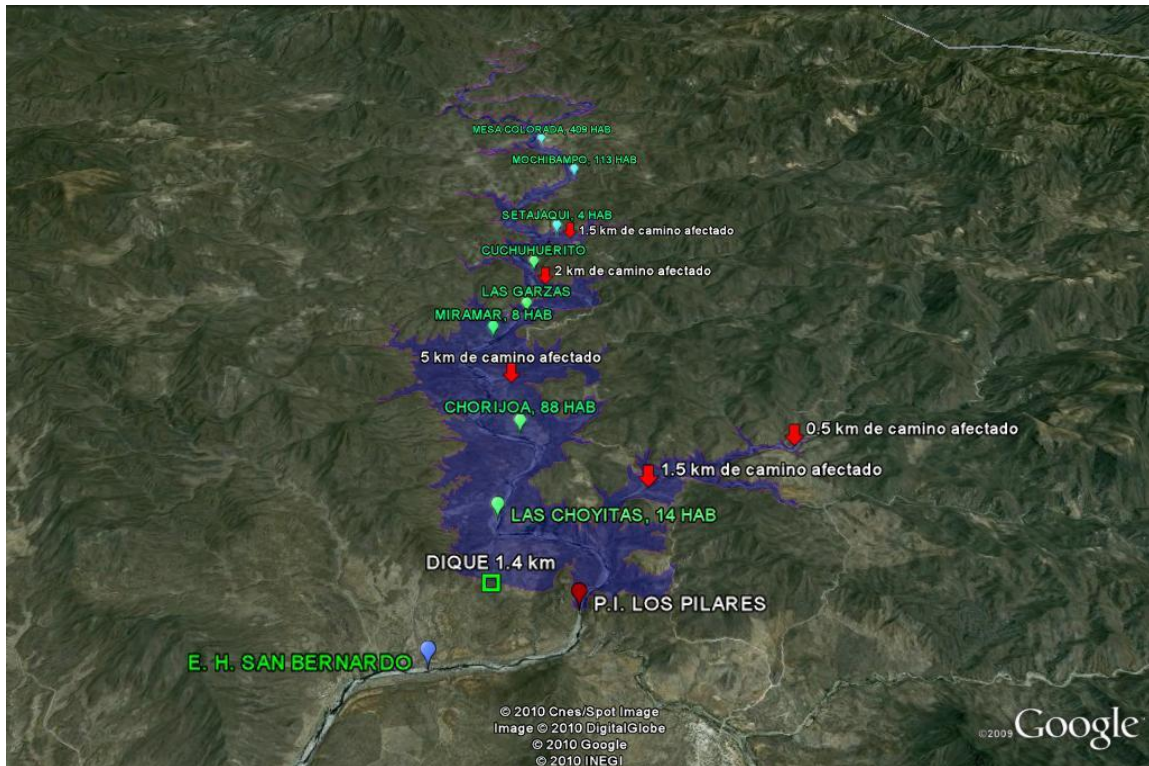 MESA COLORADA, 409 HAB
MOCHIBAMPO, 113 HAB
SETAJAQUI, 4 HAB
1.5 km de camino afectado
CUCHUHUERITO
2 km de camino afectado
LAS GARZAS
MIRAMAR, 8 HAB
5 km de camino afectado
CHORIJOA, 88 HAB
0.5 km de camino afectado
1.5 km de camino afectado
LAS CHOYITAS, 14 HAB
DIQUE 1.4 km
P.I. LOS PILARES
E. H. SAN BERNARDO
© 2010 Cnes/Spot Image
Image © 2010 DigitalGlobe
© 2010 Google
© 2010 INEGI
©2009 Google